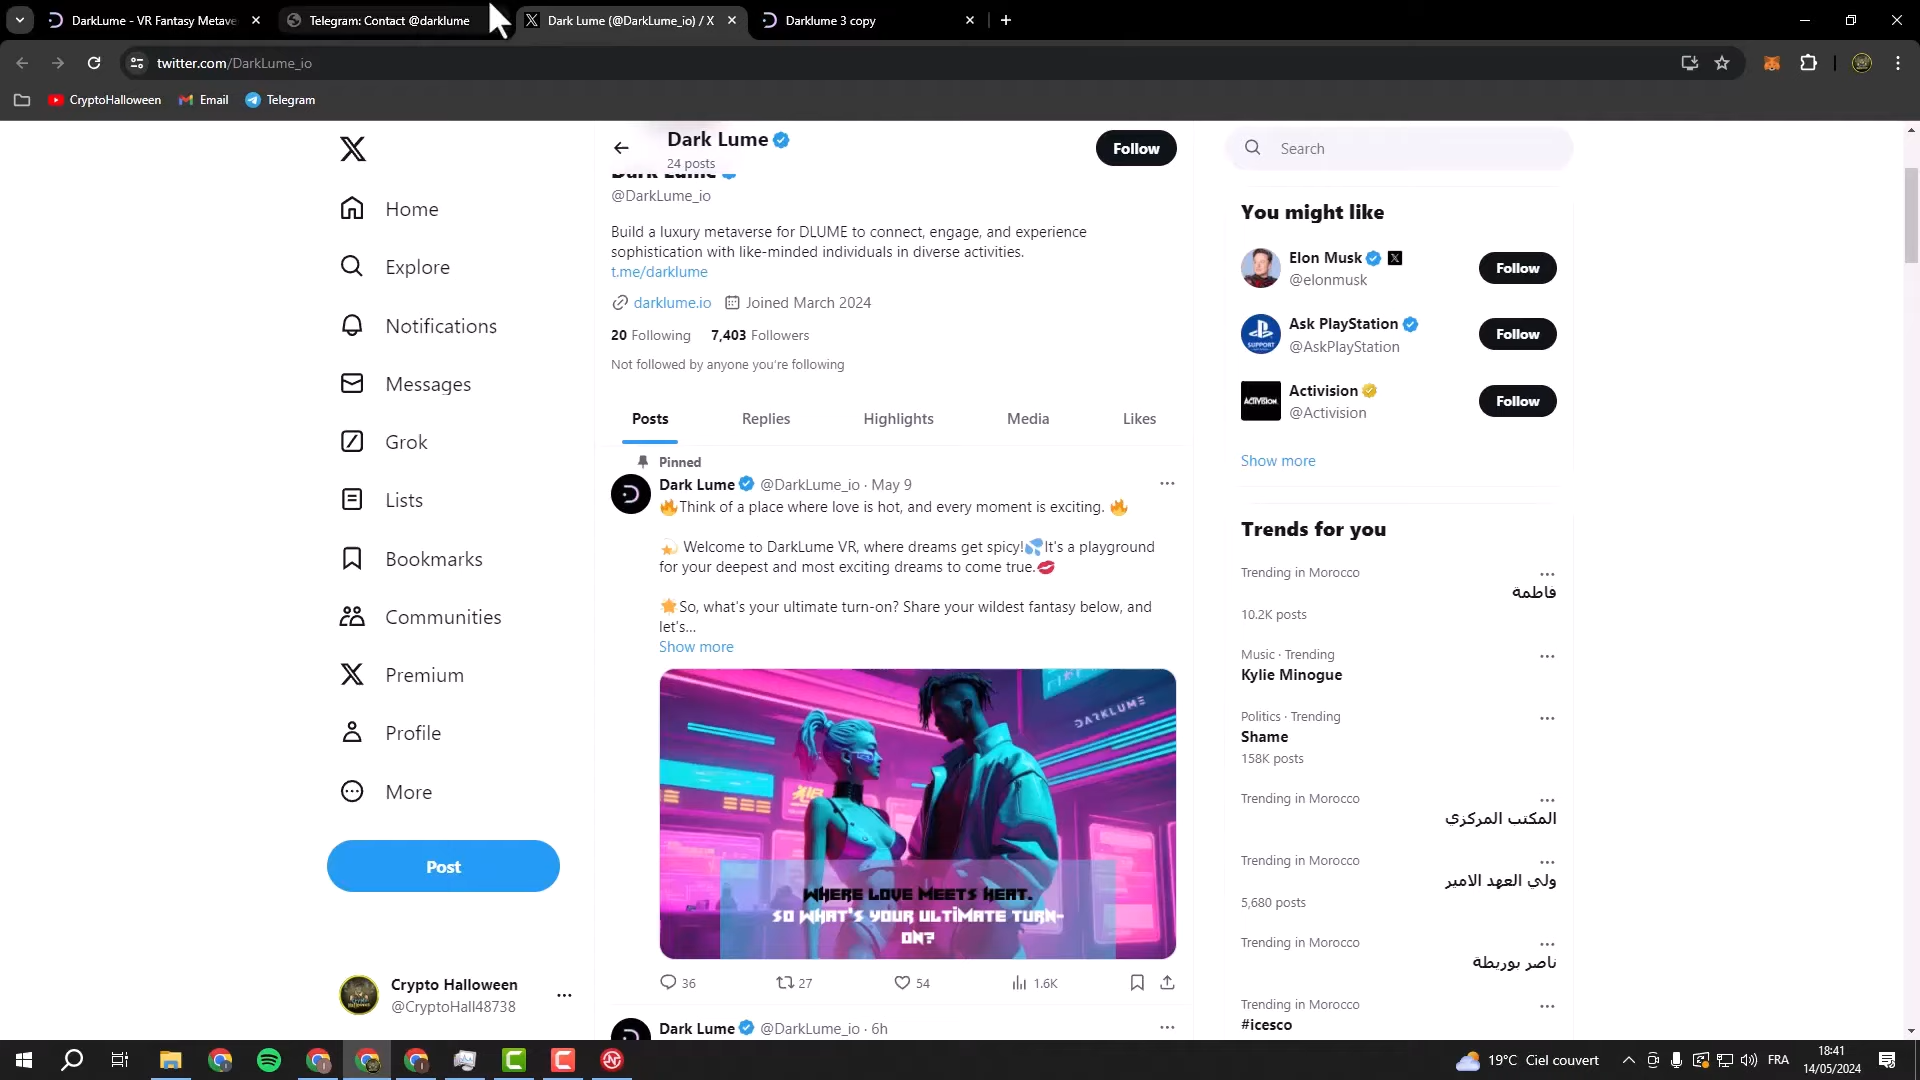 DarkLume - VR Fantasy Metave
Telegram: Contact @darklume
Dark Lume (@DarkLume_io) / X
Darklume 3 copy
twitter.com/DarkLume_io
CryptoHalloween
Email
Telegram
Dark Lume
24 posts
Follow
Search
Dark Lume
@DarkLume_io
Build a luxury metaverse for DLUME to connect, engage, and experience
sophistication with like-minded individuals in diverse activities.
t.me/darklume
darklume.io
Joined March 2024
20 Following
7,403 Followers
Not followed by anyone you're following
Posts
Replies
Highlights
Media
Likes
Home
Explore
Notifications
Messages
Grok
Lists
Bookmarks
Communities
Premium
Profile
More
Post
Crypto Halloween
@CryptoHall48738
Pinned
Dark Lume @DarkLume_io · May 9
🔥Think of a place where love is hot, and every moment is exciting. 🔥
💫 Welcome to DarkLume VR, where dreams get spicy!💦It's a playground
for your deepest and most exciting dreams to come true.💋
🌟So, what's your ultimate turn-on? Share your wildest fantasy below, and
let's...
Show more
DARKLUME
WHERE LOVE MEETS HEAT.
SO WHAT'S YOUR ULTIMATE TURN-
ON?
36
27
54
1.6K
Dark Lume @DarkLume_io · 6h
You might like
Elon Musk
@elonmusk
Follow
SUPPORT
Ask PlayStation
@AskPlayStation
Follow
ACTIVISION
Activision
@Activision
Follow
Show more
Trends for you
Trending in Morocco
فاطمة
10.2K posts
Music · Trending
Kylie Minogue
Politics · Trending
Shame
158K posts
Trending in Morocco
المكتب المركزي
Trending in Morocco
ولي العهد الامير
5,680 posts
Trending in Morocco
ناصر بوريطة
Trending in Morocco
#icesco
19°C Ciel couvert
FRA
18:41
14/05/2024